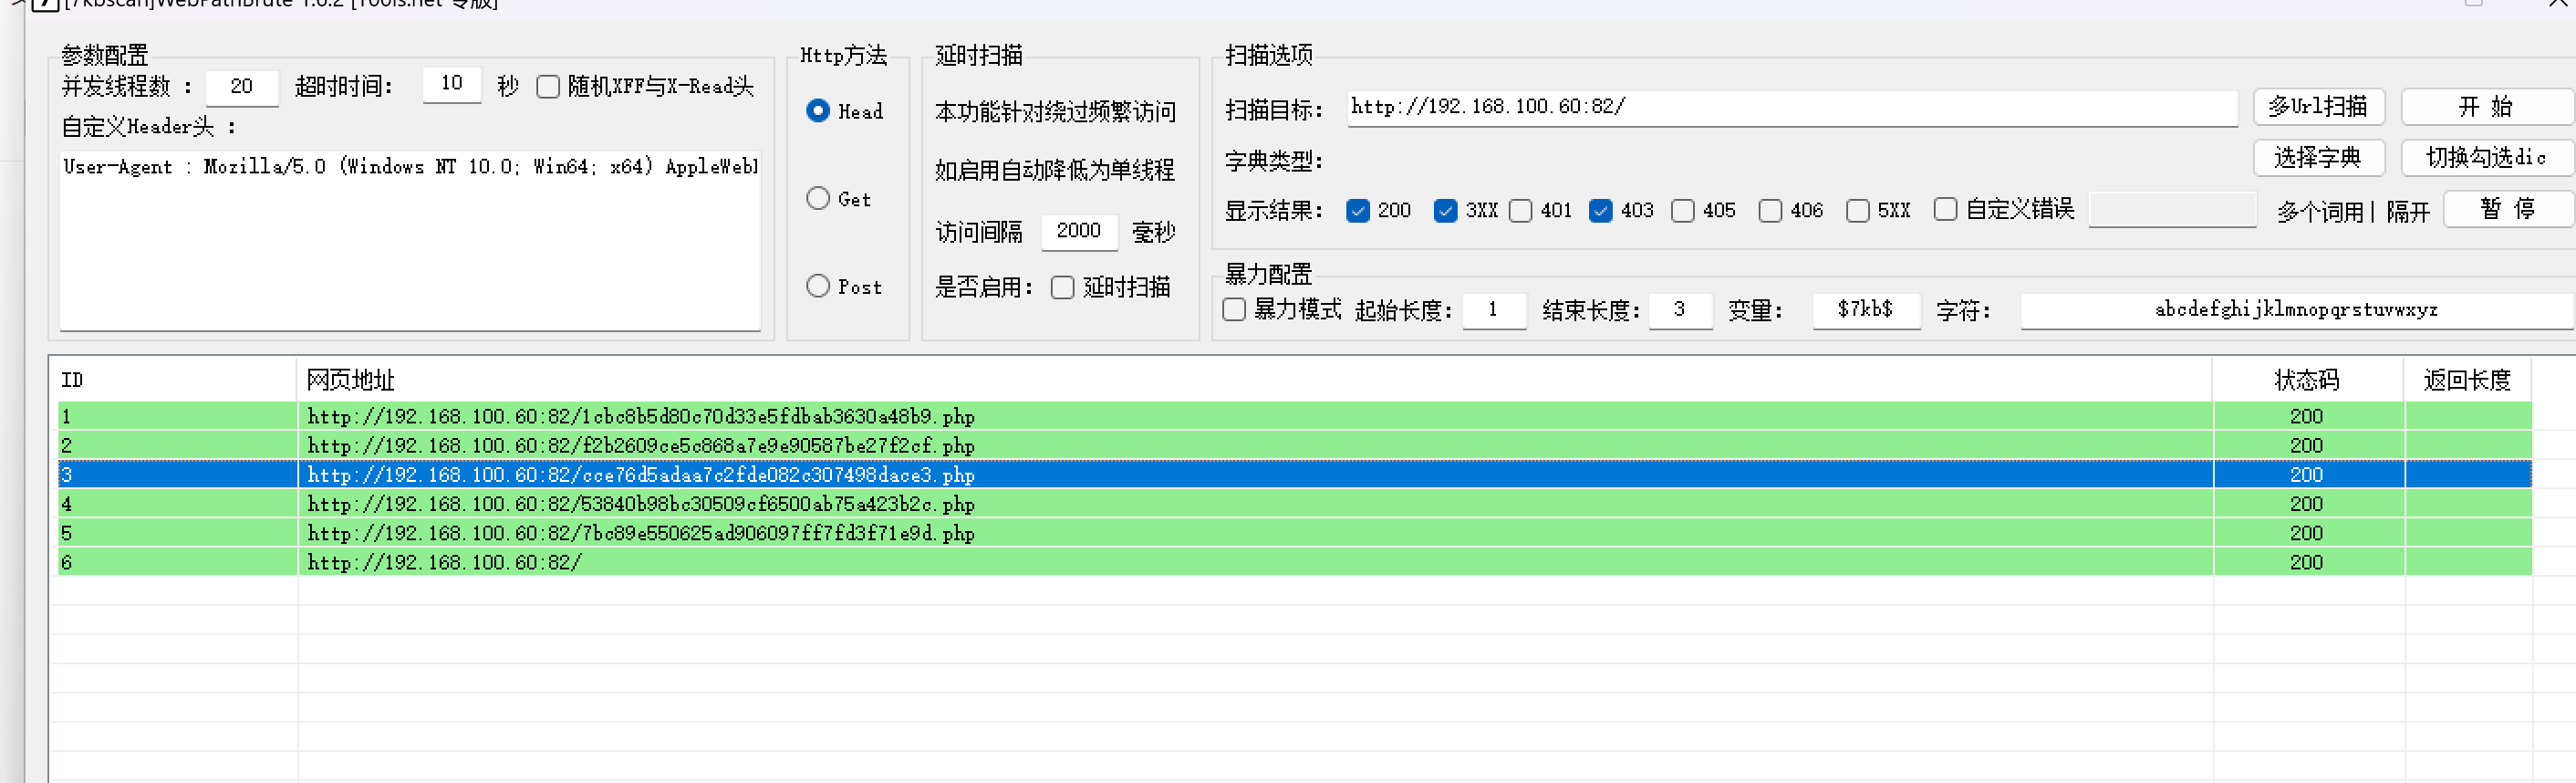 [7kbscan]WebPathBrute 1.6.2 [T00ls.net 专版]
参数配置
并发线程数 : 20 超时时间: 10 秒 随机XFF与X-Read头
自定义Header头 :
User-Agent : Mozilla/5.0 (Windows NT 10.0; Win64; x64) AppleWebl
Http方法
Head
Get
Post
延时扫描
本功能针对绕过频繁访问
如启用自动降低为单线程
访问间隔 2000 毫秒
是否启用: 延时扫描
扫描选项
扫描目标: http://192.168.100.60:82/ 多Url扫描 开 始
字典类型: 选择字典 切换勾选dic
显示结果: 200 3XX 401 403 405 406 5XX 自定义错误 多个词用| 隔开 暂 停
暴力配置
暴力模式 起始长度: 1 结束长度: 3 变量: $7kb$ 字符: abcdefghijklmnopqrstuvwxyz
ID 网页地址 状态码 返回长度
1 http://192.168.100.60:82/1cbc8b5d80c70d33e5fdbab3630a48b9.php 200
2 http://192.168.100.60:82/f2b2609ce5c868a7e9e90587be27f2cf.php 200
3 http://192.168.100.60:82/cce76d5adaa7c2fde082c307498dace3.php 200
4 http://192.168.100.60:82/53840b98bc30509cf6500ab75a423b2c.php 200
5 http://192.168.100.60:82/7bc89e550625ad906097ff7fd3f71e9d.php 200
6 http://192.168.100.60:82/ 200